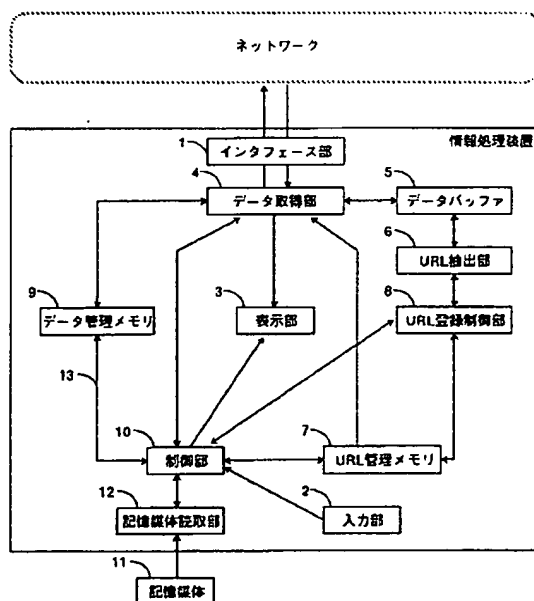 ネットワーク
情報処理装置
1
インタフェース部
4
データ取得部
5
データバッファ
6
URL抽出部
9
データ管理メモリ
3
表示部
8
URL登録制御部
13
10
制御部
7
URL管理メモリ
12
記憶媒体読取部
2
入力部
11
記憶媒体